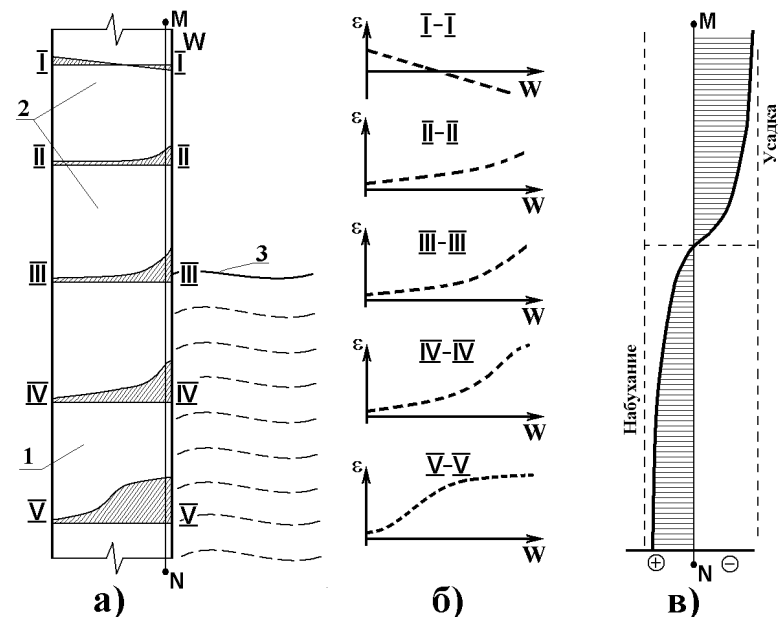 M
W
I
I
2
II
II
III
III
3
IV
IV
1
V
V
N
а)
ε
I-I
W
ε
II-II
W
ε
III-III
W
ε
IV-IV
W
ε
V-V
W
б)
M
Усадка
Набухание
+
N
−
в)